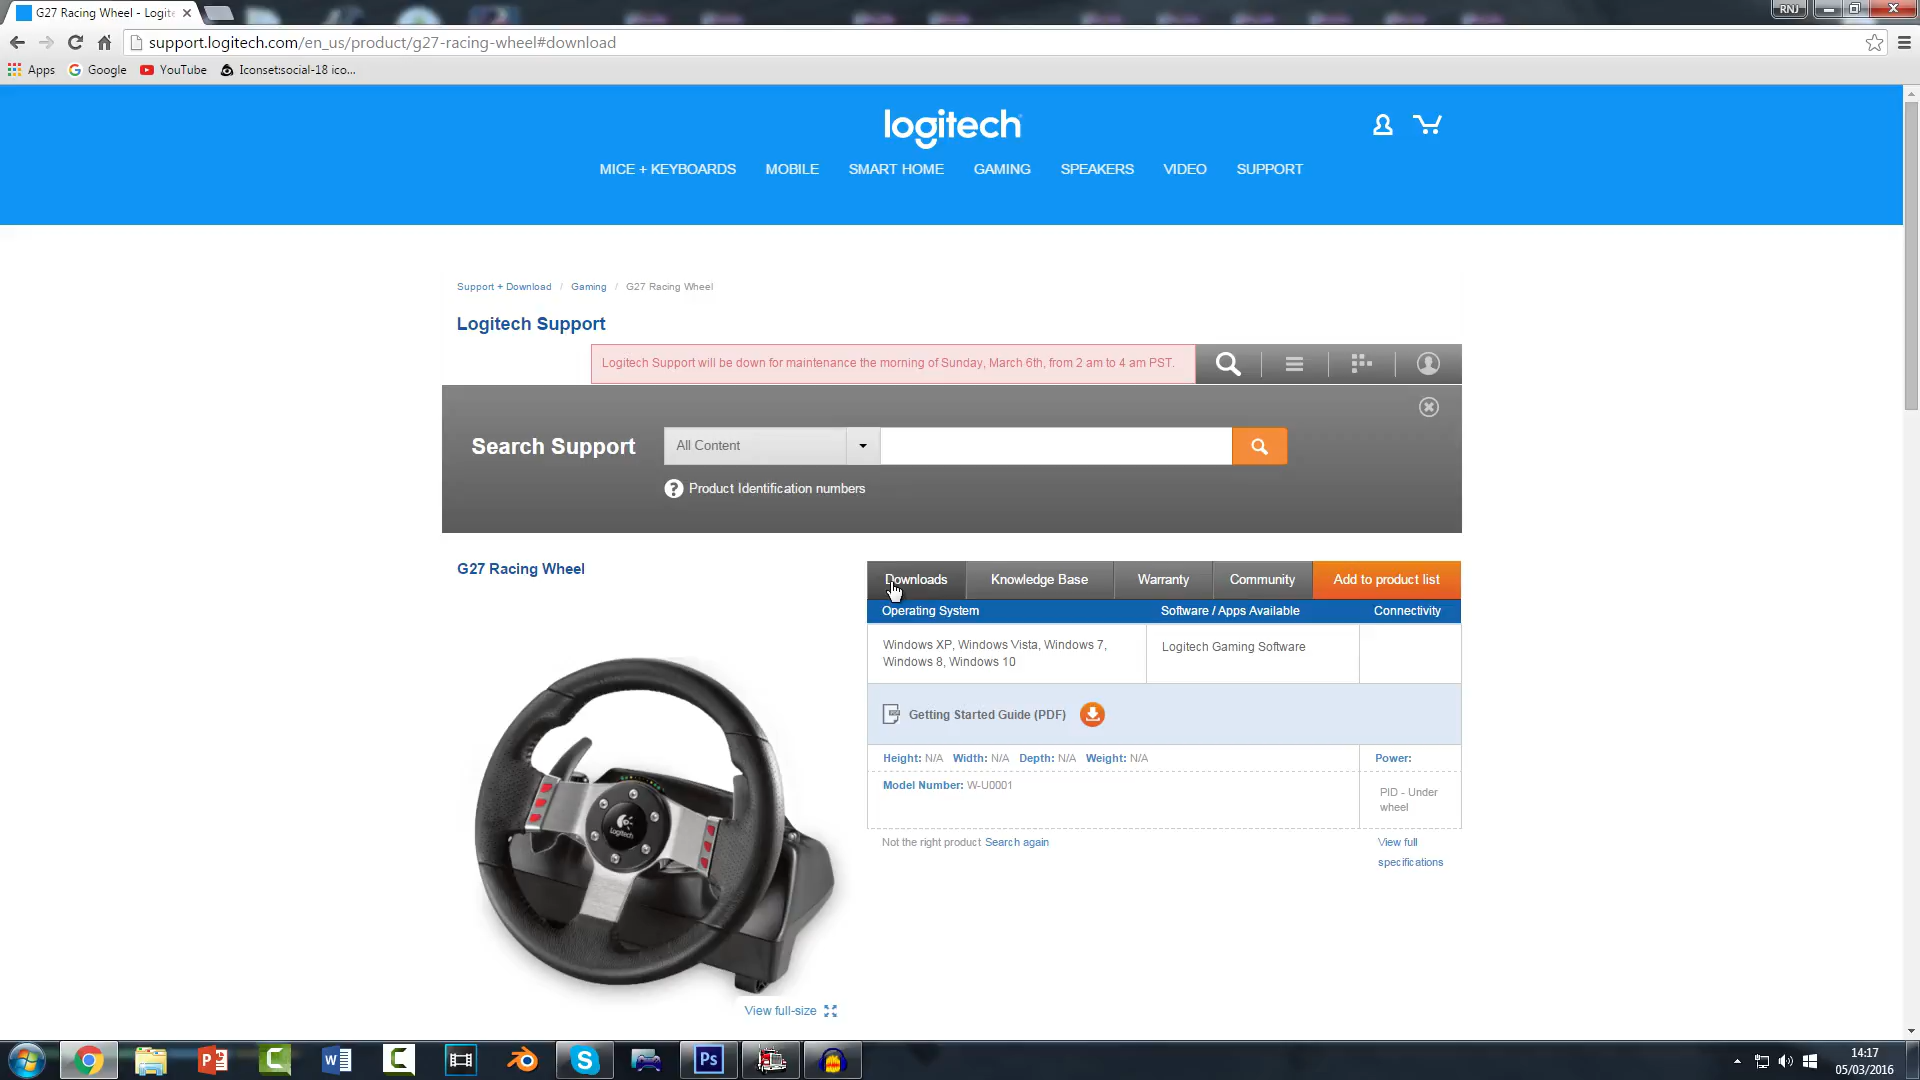 G27 Racing Wheel - Logite
RNJ
support.logitech.com/en_us/product/g27-racing-wheel#download
Apps Google YouTube Iconset:social-18 ico...
logitech
MICE + KEYBOARDS MOBILE SMART HOME GAMING SPEAKERS VIDEO SUPPORT
Support + Download / Gaming / G27 Racing Wheel
Logitech Support
Logitech Support will be down for maintenance the morning of Sunday, March 6th, from 2 am to 4 am PST.
Search Support All Content
? Product Identification numbers
G27 Racing Wheel
Downloads Knowledge Base Warranty Community Add to product list
Operating System Software / Apps Available Connectivity
Windows XP, Windows Vista, Windows 7,
Windows 8, Windows 10
Logitech Gaming Software
Getting Started Guide (PDF)
Height: N/A Width: N/A Depth: N/A Weight: N/A Power:
Model Number: W-U0001
PID - Under
wheel
Not the right product Search again
View full
specifications
Logitech
View full-size
14:17
05/03/2016